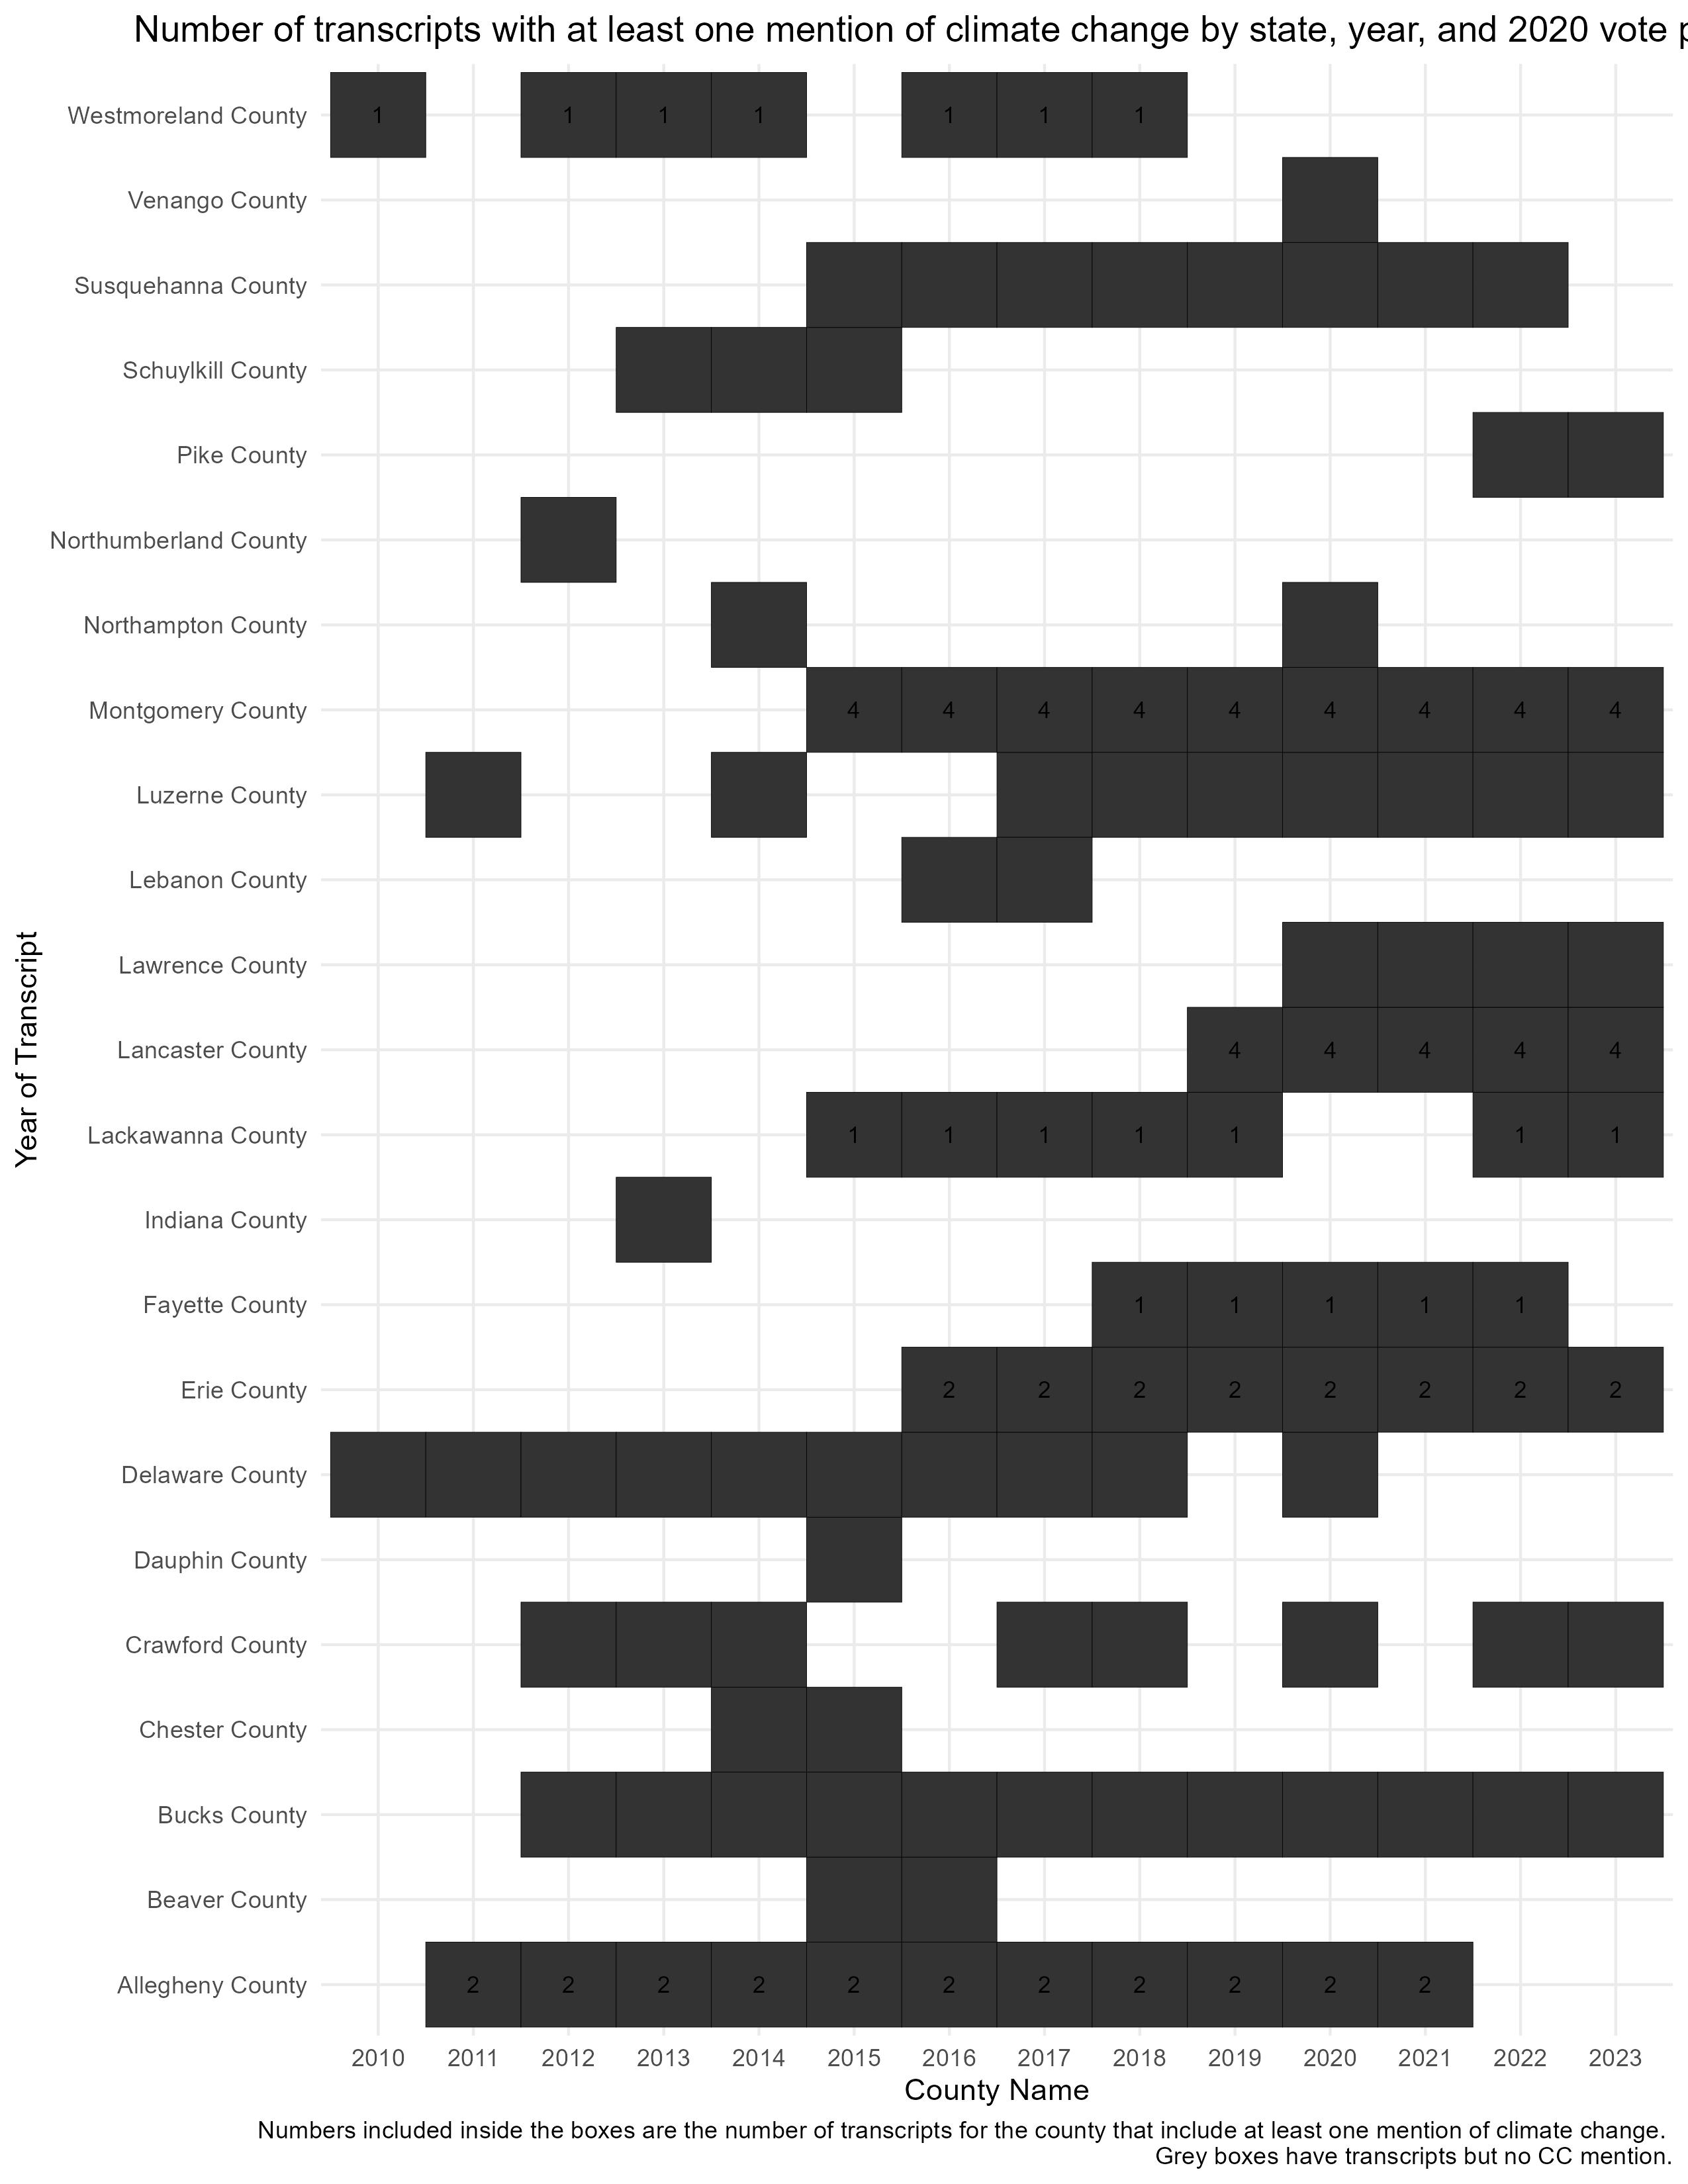 Number of transcripts with at least one mention of climate change by state, year, and 2020 vote p
Westmoreland County 1 1 1 1 1 1 1
Venango County
Susquehanna County
Schuylkill County
Pike County
Northumberland County
Northampton County
Montgomery County 4 4 4 4 4 4 4 4 4
Luzerne County
Lebanon County
Lawrence County
Lancaster County 4 4 4 4 4
Lackawanna County 1 1 1 1 1 1 1
Indiana County
Fayette County 1 1 1 1 1
Erie County 2 2 2 2 2 2 2 2
Delaware County
Dauphin County
Crawford County
Chester County
Bucks County
Beaver County
Allegheny County 2 2 2 2 2 2 2 2 2 2 2
Year of Transcript
2010 2011 2012 2013 2014 2015 2016 2017 2018 2019 2020 2021 2022 2023
County Name
Numbers included inside the boxes are the number of transcripts for the county that include at least one mention of climate change.
Grey boxes have transcripts but no CC mention.